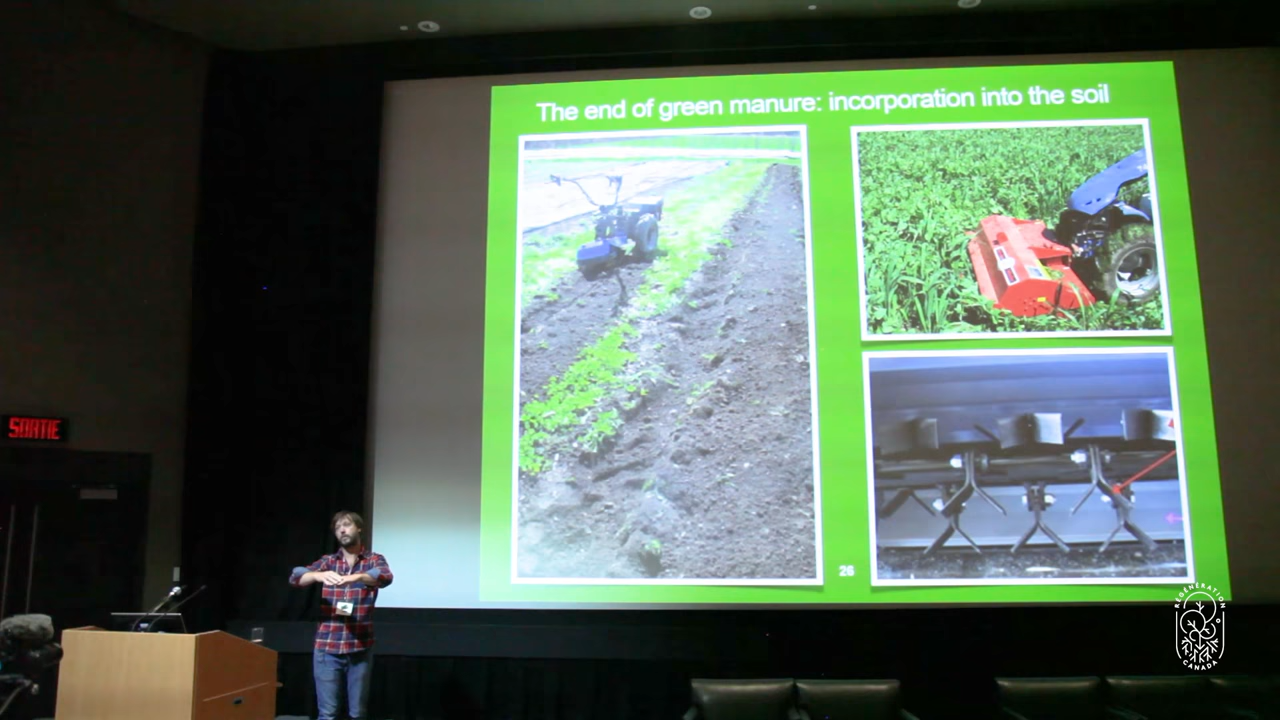 The end of green manure: incorporation into the soil
SORTIE
26
REGENERATION
CANADA